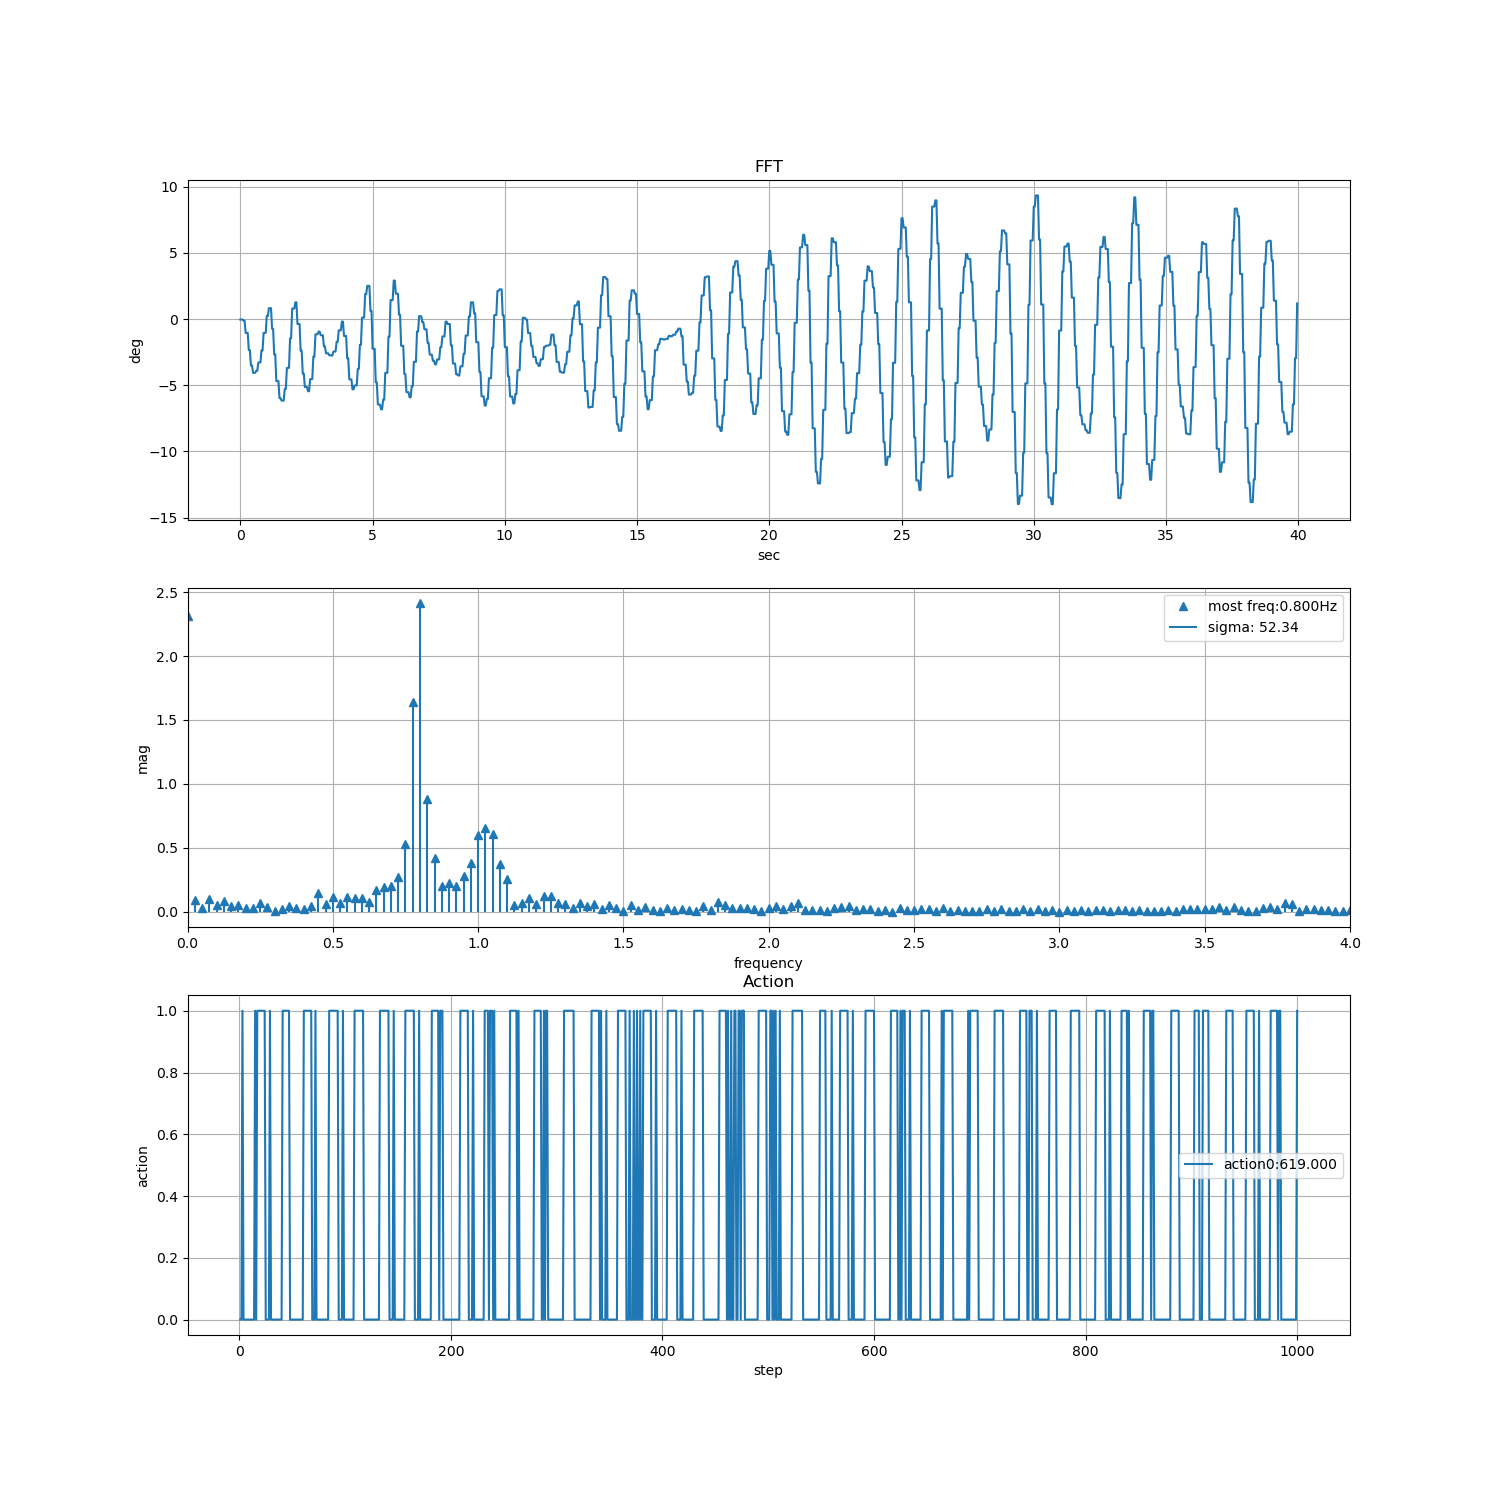 FFT
10
5
0
−5
−10
−15
deg
0 5 10 15 20 25 30 35 40
sec
2.5
2.0
1.5
1.0
0.5
0.0
mag
most freq:0.800Hz
sigma: 52.34
0.0 0.5 1.0 1.5 2.0 2.5 3.0 3.5 4.0
frequency
Action
1.0
0.8
0.6
0.4
0.2
0.0
action
action0:619.000
0 200 400 600 800 1000
step